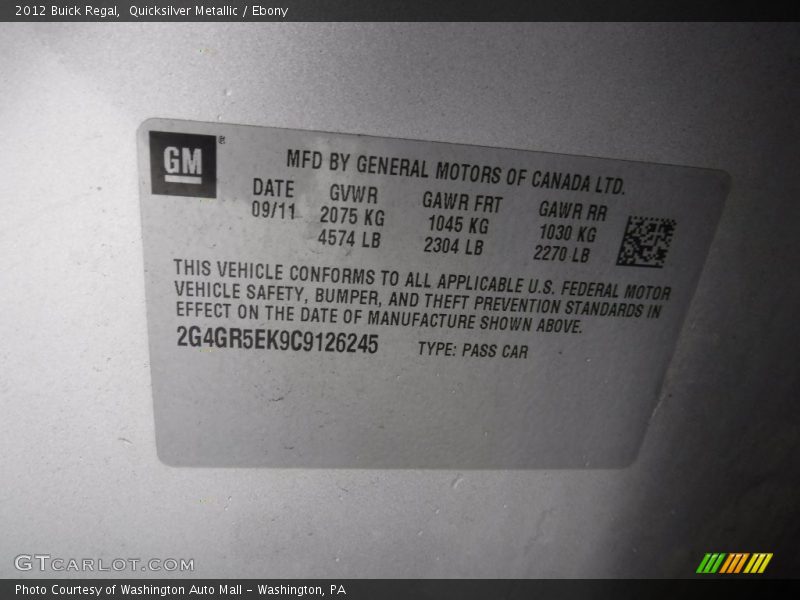 2012 Buick Regal, Quicksilver Metallic / Ebony
GM ®
MFD BY GENERAL MOTORS OF CANADA LTD.
DATE GVWR GAWR FRT GAWR RR
09/11 2075 KG 1045 KG 1030 KG
4574 LB 2304 LB 2270 LB
THIS VEHICLE CONFORMS TO ALL APPLICABLE U.S. FEDERAL MOTOR
VEHICLE SAFETY, BUMPER, AND THEFT PREVENTION STANDARDS IN
EFFECT ON THE DATE OF MANUFACTURE SHOWN ABOVE.
2G4GR5EK9C9126245 TYPE: PASS CAR
GTCARLOT.COM
Photo Courtesy of Washington Auto Mall - Washington, PA